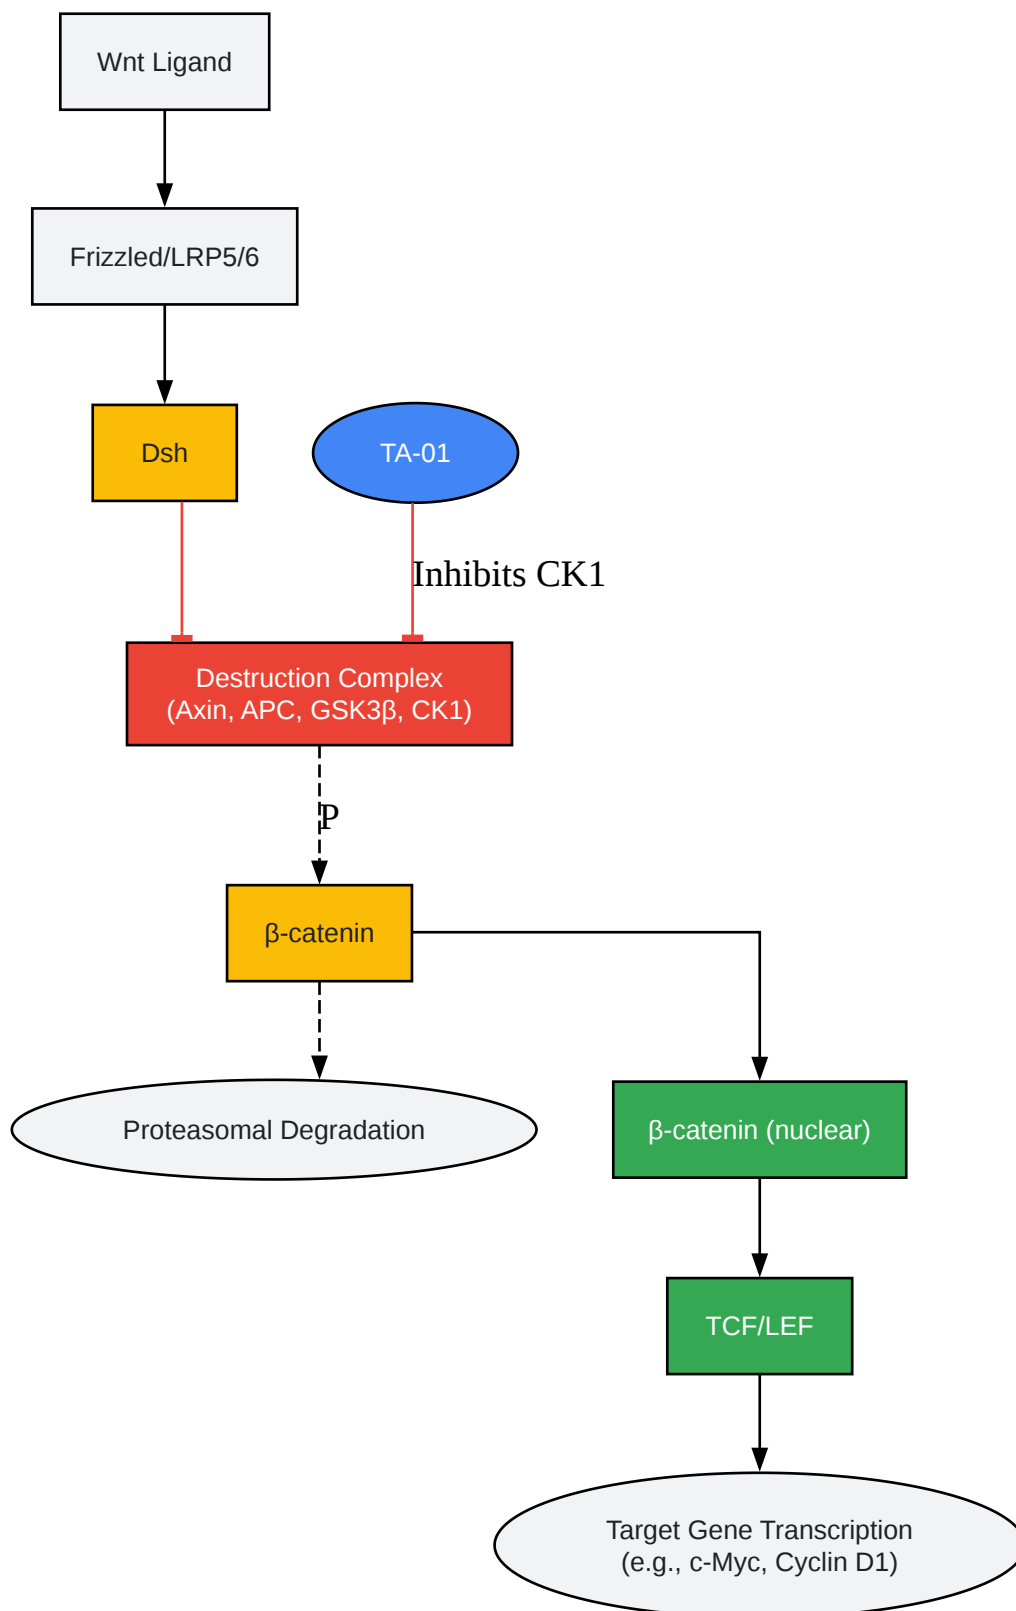 Wnt Ligand
Frizzled/LRP5/6
Dsh
TA-01
Inhibits CK1
Destruction Complex
(Axin, APC, GSK3β, CK1)
P
β-catenin
Proteasomal Degradation
β-catenin (nuclear)
TCF/LEF
Target Gene Transcription
(e.g., c-Myc, Cyclin D1)